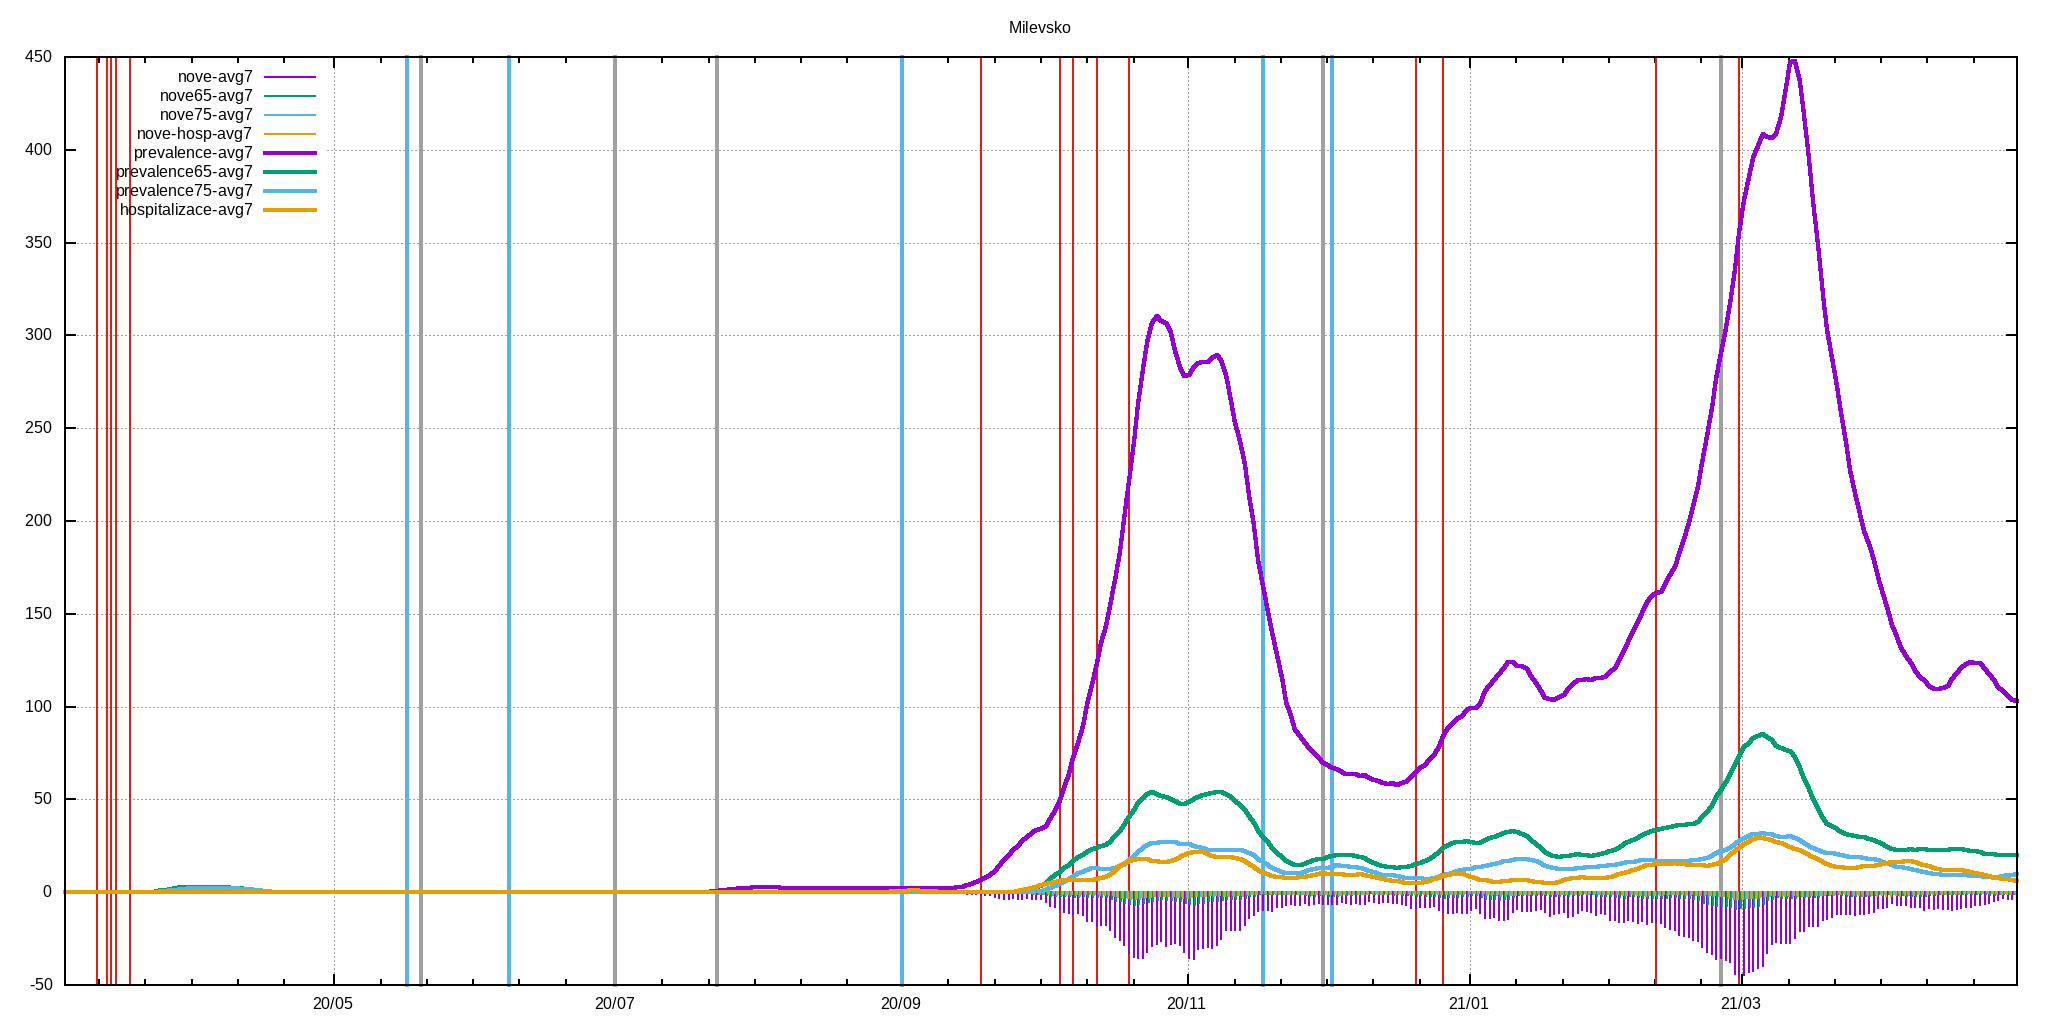 Milevsko
450
400
350
300
250
200
150
100
50
0
-50
nove-avg7
nove65-avg7
nove75-avg7
nove-hosp-avg7
prevalence-avg7
prevalence65-avg7
prevalence75-avg7
hospitalizace-avg7
20/05 20/07 20/09 20/11 21/01 21/03